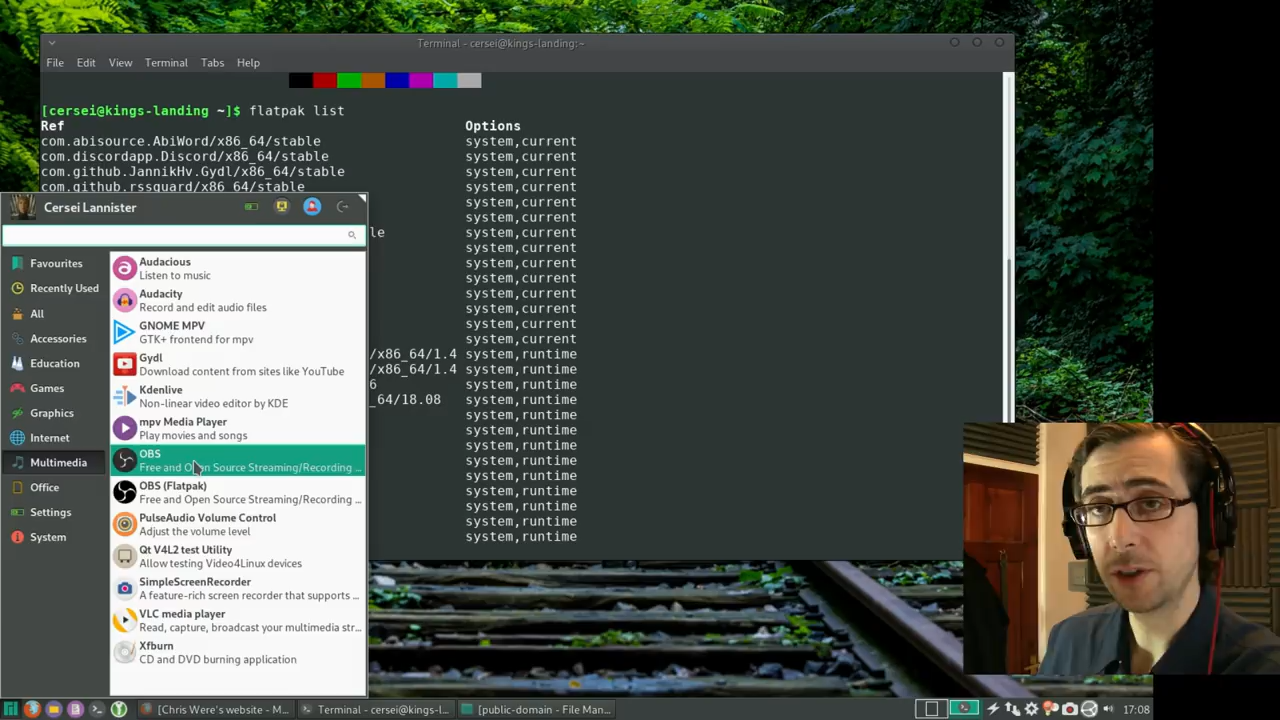 Terminal - cersei@kings-landing:~
File Edit View Terminal Tabs Help
[cersei@kings-landing ~]$ flatpak list
Ref Options
com.abisource.AbiWord/x86_64/stable system,current
com.discordapp.Discord/x86_64/stable system,current
com.github.JannikHv.Gydl/x86_64/stable system,current
com.github.rssguard/x86_64/stable system,current
system,current
le system,current
system,current
system,current
system,current
system,current
system,current
system,current
system,current
system,current
/x86_64/1.4 system,runtime
/x86_64/1.4 system,runtime
6 system,runtime
_64/18.08 system,runtime
system,runtime
system,runtime
system,runtime
system,runtime
system,runtime
system,runtime
system,runtime
system,runtime
system,runtime
Cersei Lannister
Favourites
Recently Used
All
Accessories
Education
Games
Graphics
Internet
Multimedia
Office
Settings
System
Audacious
Listen to music
Audacity
Record and edit audio files
GNOME MPV
GTK+ frontend for mpv
Gydl
Download content from sites like YouTube
Kdenlive
Non-linear video editor by KDE
mpv Media Player
Play movies and songs
OBS
Free and Open Source Streaming/Recording ...
OBS (Flatpak)
Free and Open Source Streaming/Recording ...
PulseAudio Volume Control
Adjust the volume level
Qt V4L2 test Utility
Allow testing Video4Linux devices
SimpleScreenRecorder
A feature-rich screen recorder that supports ...
VLC media player
Read, capture, broadcast your multimedia str...
Xfburn
CD and DVD burning application
[Chris Were's website - M... Terminal - cersei@kings-l... [public-domain - File Man... 17:08